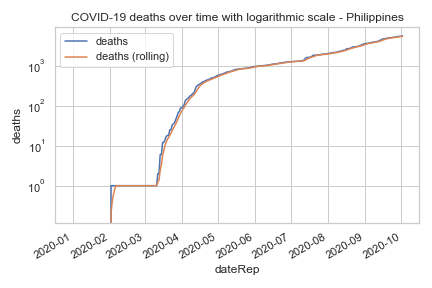 COVID-19 deaths over time with logarithmic scale - Philippines
deaths
deaths (rolling)
10³
10²
10¹
10⁰
deaths
2020-01
2020-02
2020-03
2020-04
2020-05
2020-06
2020-07
2020-08
2020-09
2020-10
dateRep